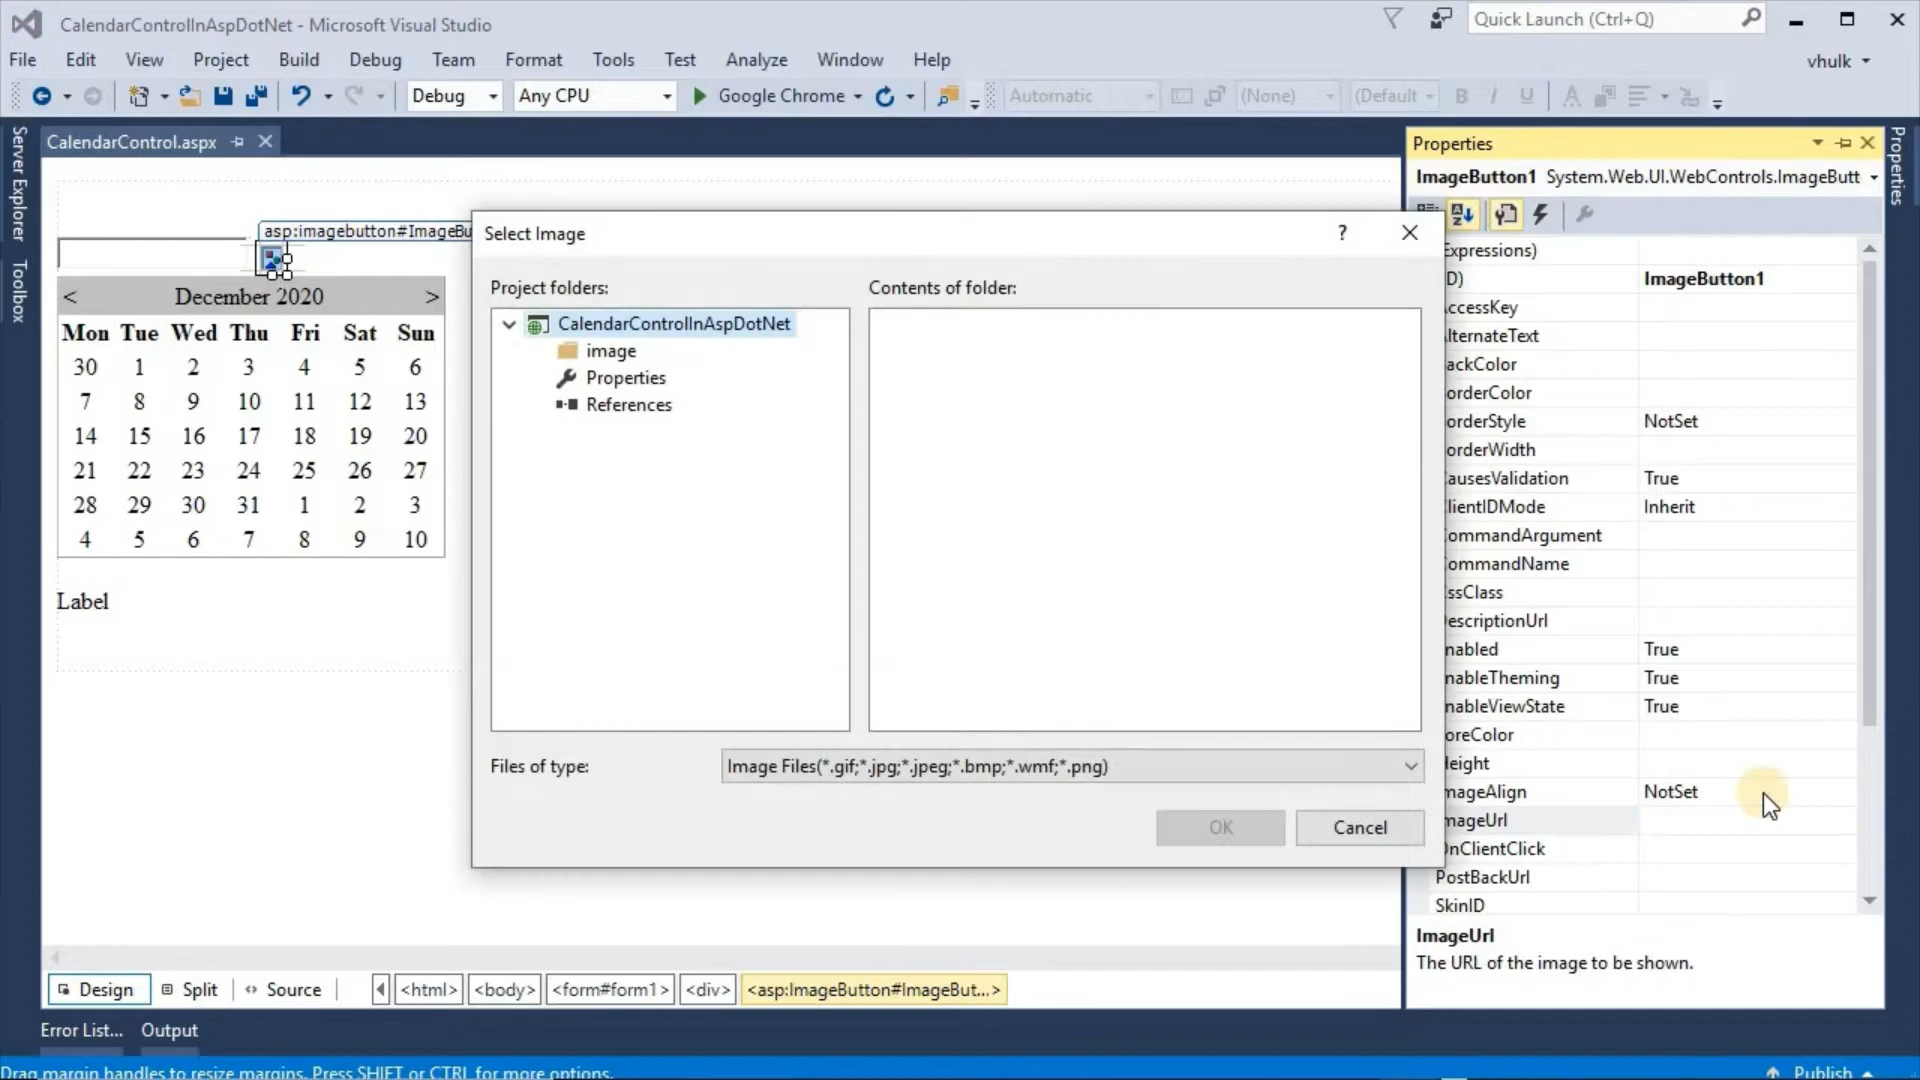 CalendarControlInAspDotNet - Microsoft Visual Studio
Quick Launch (Ctrl+Q)
File Edit View Project Build Debug Team Format Tools Test Analyze Window Help
vhulk
Debug Any CPU Google Chrome Automatic (None) (Default B I U
Server Explorer
Toolbox
CalendarControl.aspx
asp:imagebutton#ImageBu
< December 2020 >
Mon Tue Wed Thu Fri Sat Sun
30 1 2 3 4 5 6
7 8 9 10 11 12 13
14 15 16 17 18 19 20
21 22 23 24 25 26 27
28 29 30 31 1 2 3
4 5 6 7 8 9 10
Label
Select Image
?
Project folders:
CalendarControlInAspDotNet
image
Properties
References
Contents of folder:
Files of type:
Image Files(*.gif;*.jpg;*.jpeg;*.bmp;*.wmf;*.png)
OK Cancel
Properties
Properties
ImageButton1 System.Web.UI.WebControls.ImageButt
Expressions)
D) ImageButton1
ccessKey
lternateText
ackColor
orderColor
orderStyle NotSet
orderWidth
ausesValidation True
lientIDMode Inherit
ommandArgument
ommandName
ssClass
escriptionUrl
nabled True
nableTheming True
nableViewState True
oreColor
eight
mageAlign NotSet
mageUrl
nClientClick
PostBackUrl
SkinID
ImageUrl
The URL of the image to be shown.
Design Split Source <html> <body> <form#form1> <div> <asp:ImageButton#ImageBut...>
Error List... Output
Drag margin handles to resize margins. Press SHIFT or CTRL for more options.
Publish